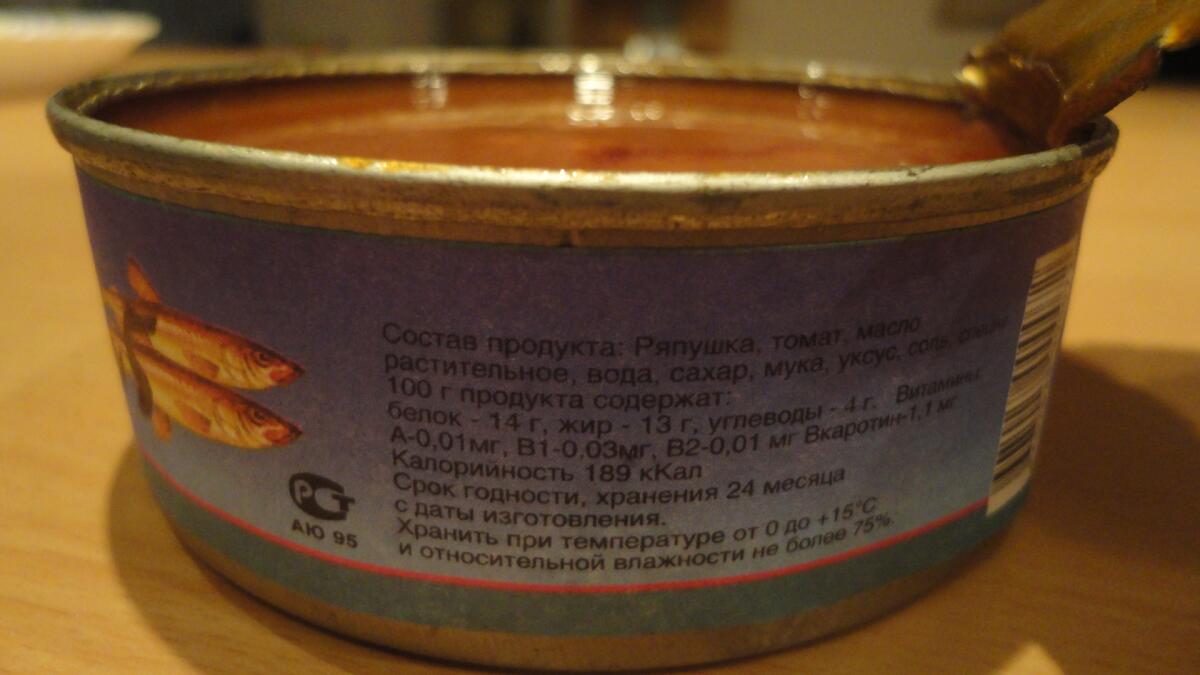 Состав продукта: Ряпушка, томат, масло
растительное, вода, сахар, мука, уксус, соль,
100 г продукта содержат:
белок - 14 г, жир - 13 г, углеводы - 4 г. Витамины:
А-0,01мг, В1-0,03мг, В2-0,01 мг Вкаротин-1,1 мг
Калорийность 189 кКал
Срок годности, хранения 24 месяца
с даты изготовления.
Хранить при температуре от 0 до +15°С
и относительной влажности не более 75%.
РСТ
АЮ 95